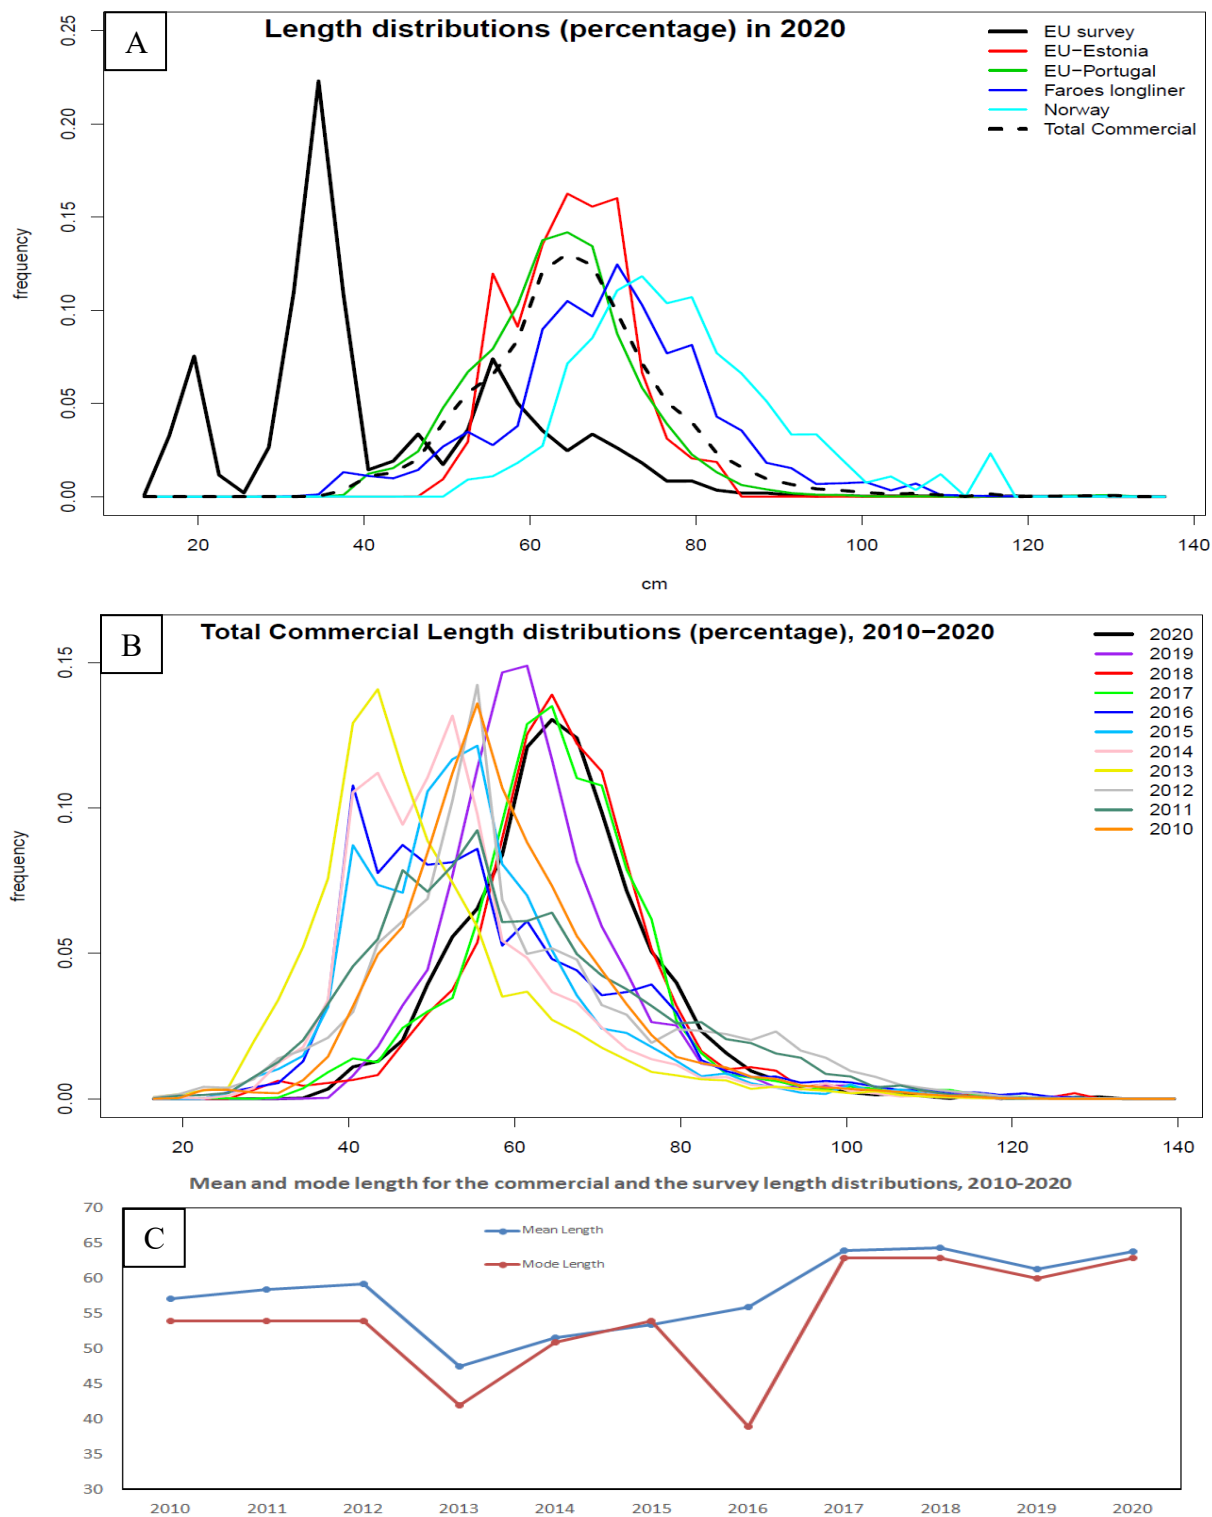 A
Length distributions (percentage) in 2020
EU survey
EU−Estonia
EU−Portugal
Faroes longliner
Norway
Total Commercial
frequency
0.25
0.20
0.15
0.10
0.05
0.00
20 40 60 80 100 120 140
cm
B
Total Commercial Length distributions (percentage), 2010−2020
2020
2019
2018
2017
2016
2015
2014
2013
2012
2011
2010
frequency
0.15
0.10
0.05
0.00
20 40 60 80 100 120 140
Mean and mode length for the commercial and the survey length distributions, 2010-2020
C
Mean Length
Mode Length
70
65
60
55
50
45
40
35
30
2010 2011 2012 2013 2014 2015 2016 2017 2018 2019 2020